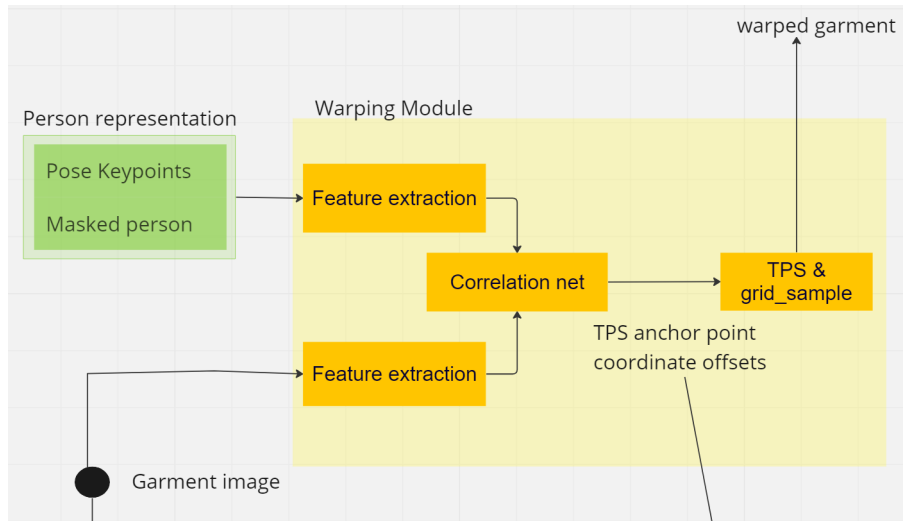 warped garment
Warping Module
Person representation
Pose Keypoints
Masked person
Feature extraction
Correlation net
TPS &
grid_sample
TPS anchor point
coordinate offsets
Feature extraction
Garment image